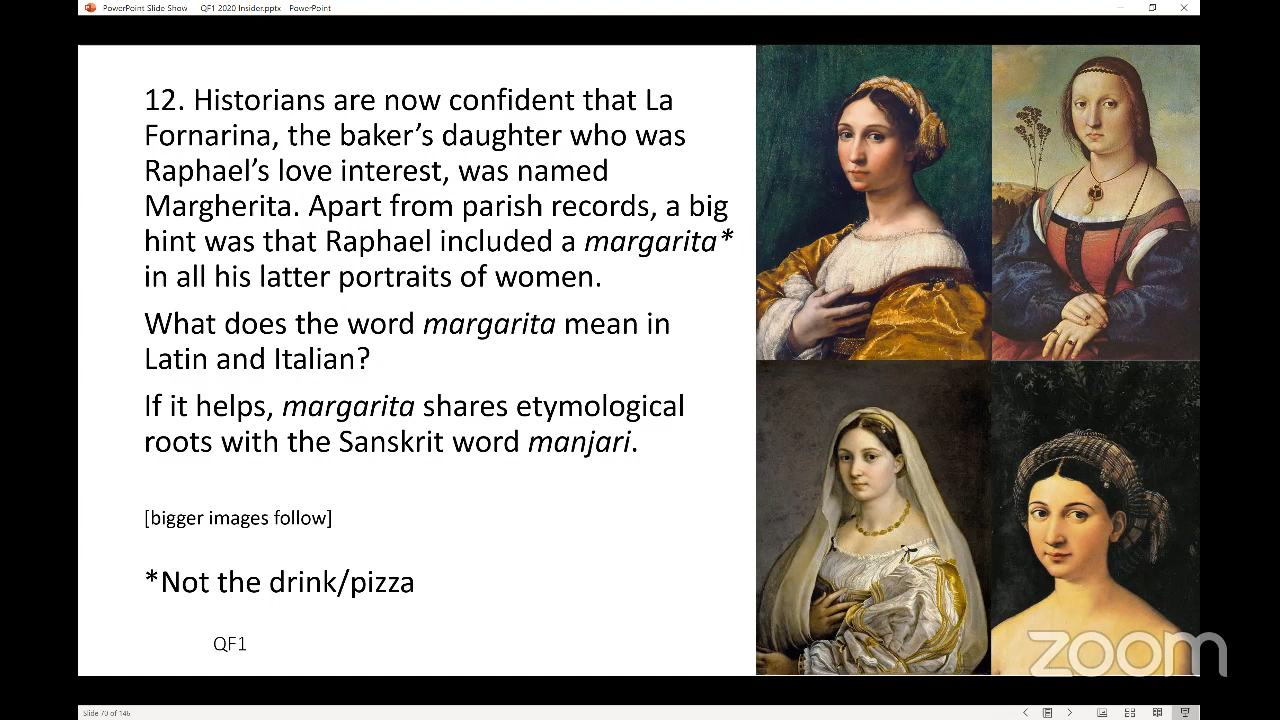 PowerPoint Slide Show QF1 2020 Insider.pptx PowerPoint
12. Historians are now confident that La
Fornarina, the baker’s daughter who was
Raphael’s love interest, was named
Margherita. Apart from parish records, a big
hint was that Raphael included a margarita*
in all his latter portraits of women.
What does the word margarita mean in
Latin and Italian?
If it helps, margarita shares etymological
roots with the Sanskrit word manjari.
[bigger images follow]
*Not the drink/pizza
QF1
zoom
Slide 70 of 146